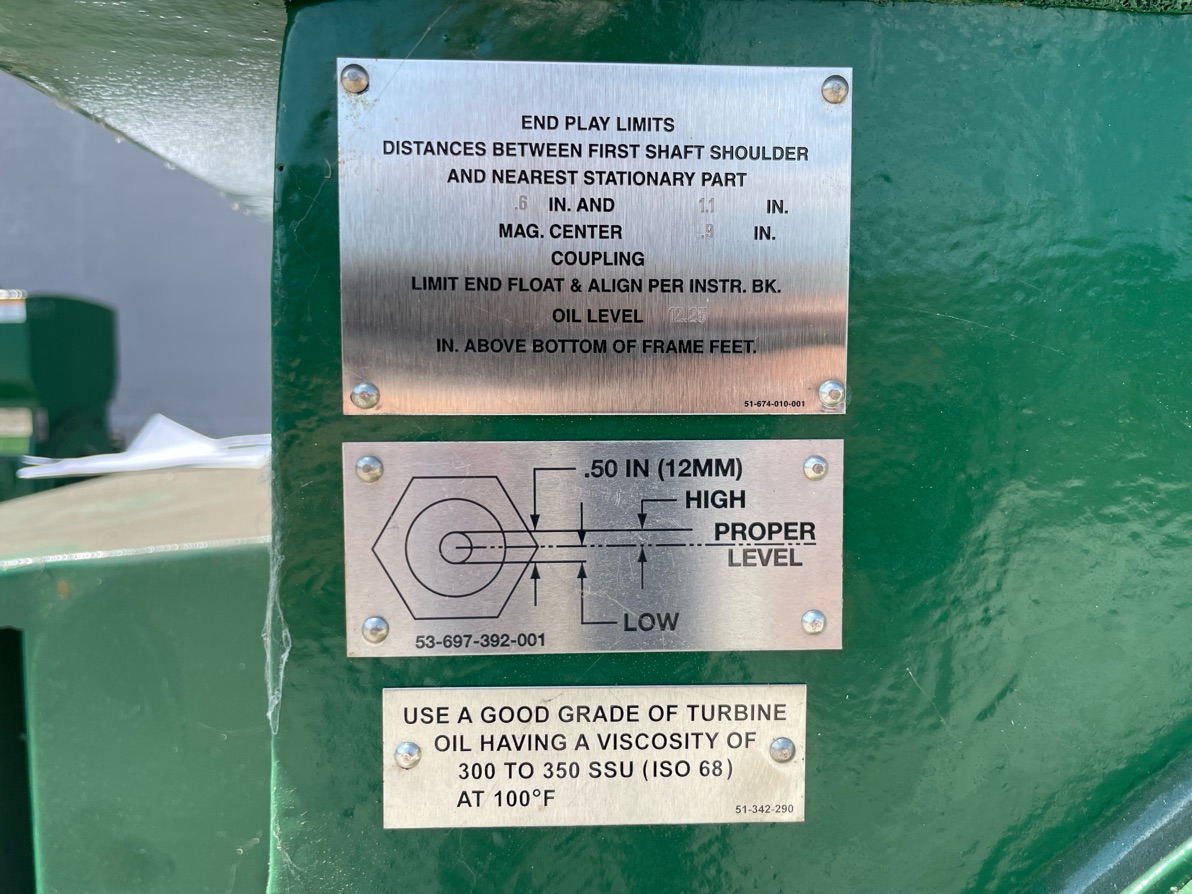 END PLAY LIMITS
DISTANCES BETWEEN FIRST SHAFT SHOULDER
AND NEAREST STATIONARY PART
.6 IN. AND 1.1 IN.
MAG. CENTER .9 IN.
COUPLING
LIMIT END FLOAT & ALIGN PER INSTR. BK.
OIL LEVEL
IN. ABOVE BOTTOM OF FRAME FEET.
51-674-010-001
.50 IN (12MM)
HIGH
PROPER
LEVEL
LOW
53-697-392-001
USE A GOOD GRADE OF TURBINE
OIL HAVING A VISCOSITY OF
300 TO 350 SSU (ISO 68)
AT 100°F
51-342-290